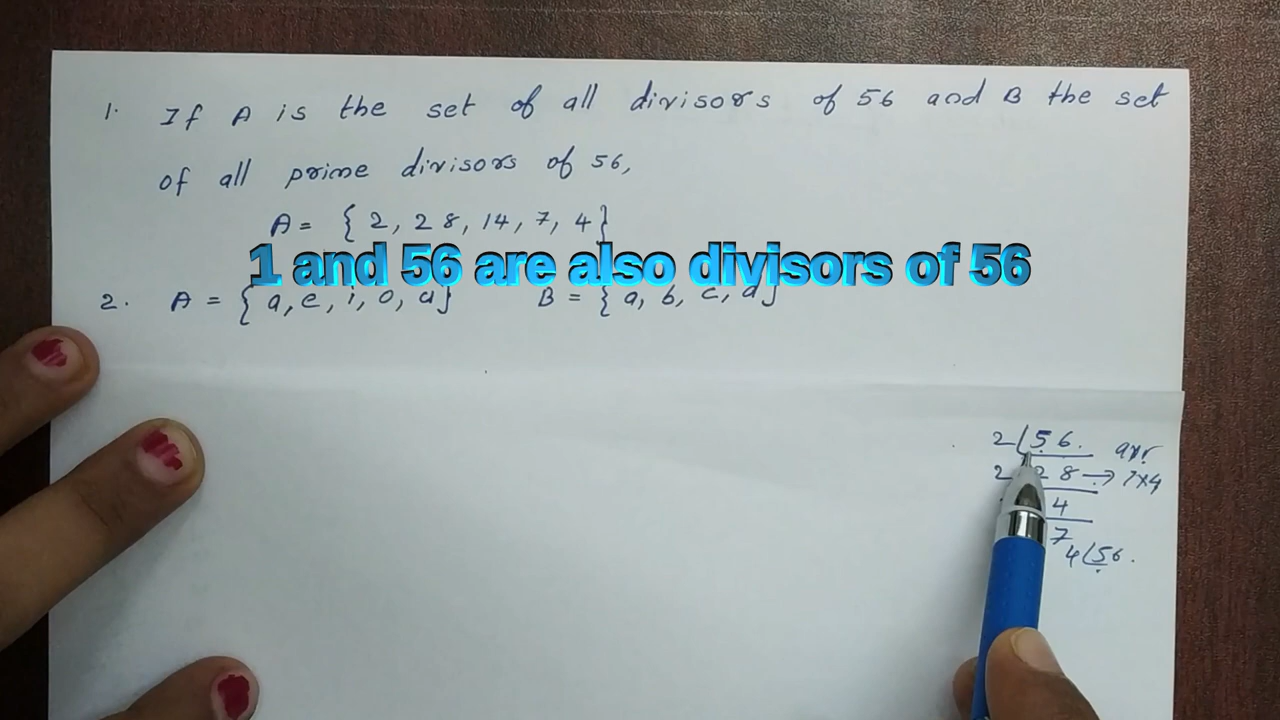 1. If A is the set of all divisors of 56 and B the set
of all prime divisors of 56,
A = { 2, 28, 14, 7, 4}
1 and 56 are also divisors of 56
2. A = { a, e, i, o, u} B = { a, b, c, d}
2 56.
2 28 → 7x4
4
7
4 56.